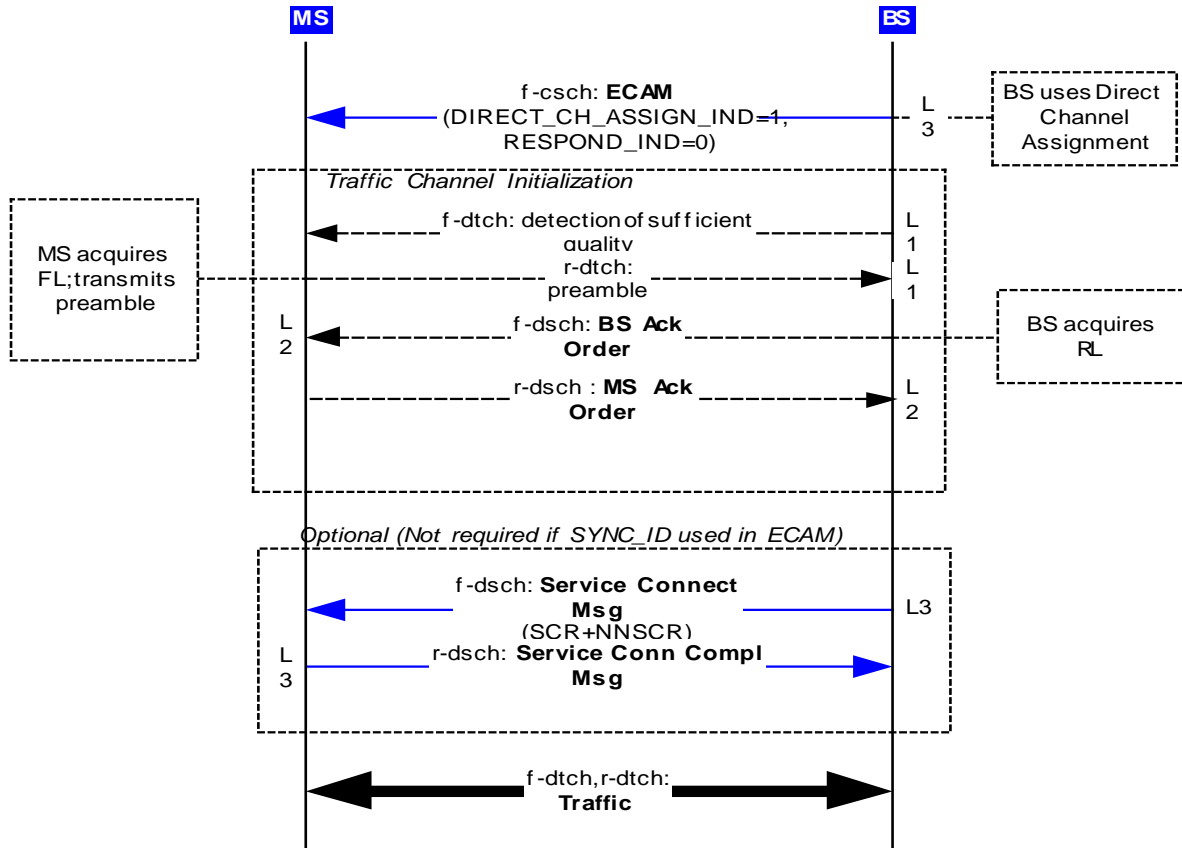 MS
BS
f-csch: ECAM
(DIRECT_CH_ASSIGN_IND=1,
RESPOND_IND=0)
L
3
BS uses Direct
Channel
Assignment
Traffic Channel Initialization
f-dtch: detection of sufficient
quality
L
1
MS acquires
FL; transmits
preamble
r-dtch:
preamble
L
1
L
2
f-dsch: BS Ack
Order
BS acquires
RL
r-dsch : MS Ack
Order
L
2
Optional (Not required if SYNC_ID used in ECAM)
f-dsch: Service Connect
Msg
(SCR+NNSCR)
L3
L
3
r-dsch: Service Conn Compl
Msg
f-dtch,r-dtch:
Traffic